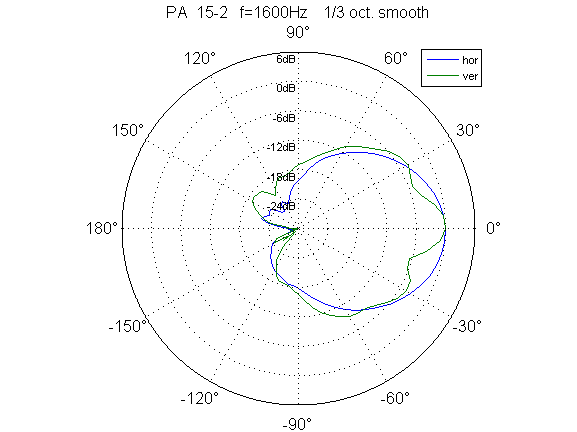 PA 15-2 f=1600Hz 1/3 oct. smooth
90°
120°
60°
150°
30°
180°
0°
-150°
-30°
-120°
-60°
-90°
6dB
0dB
-6dB
-12dB
-18dB
-24dB
hor
ver